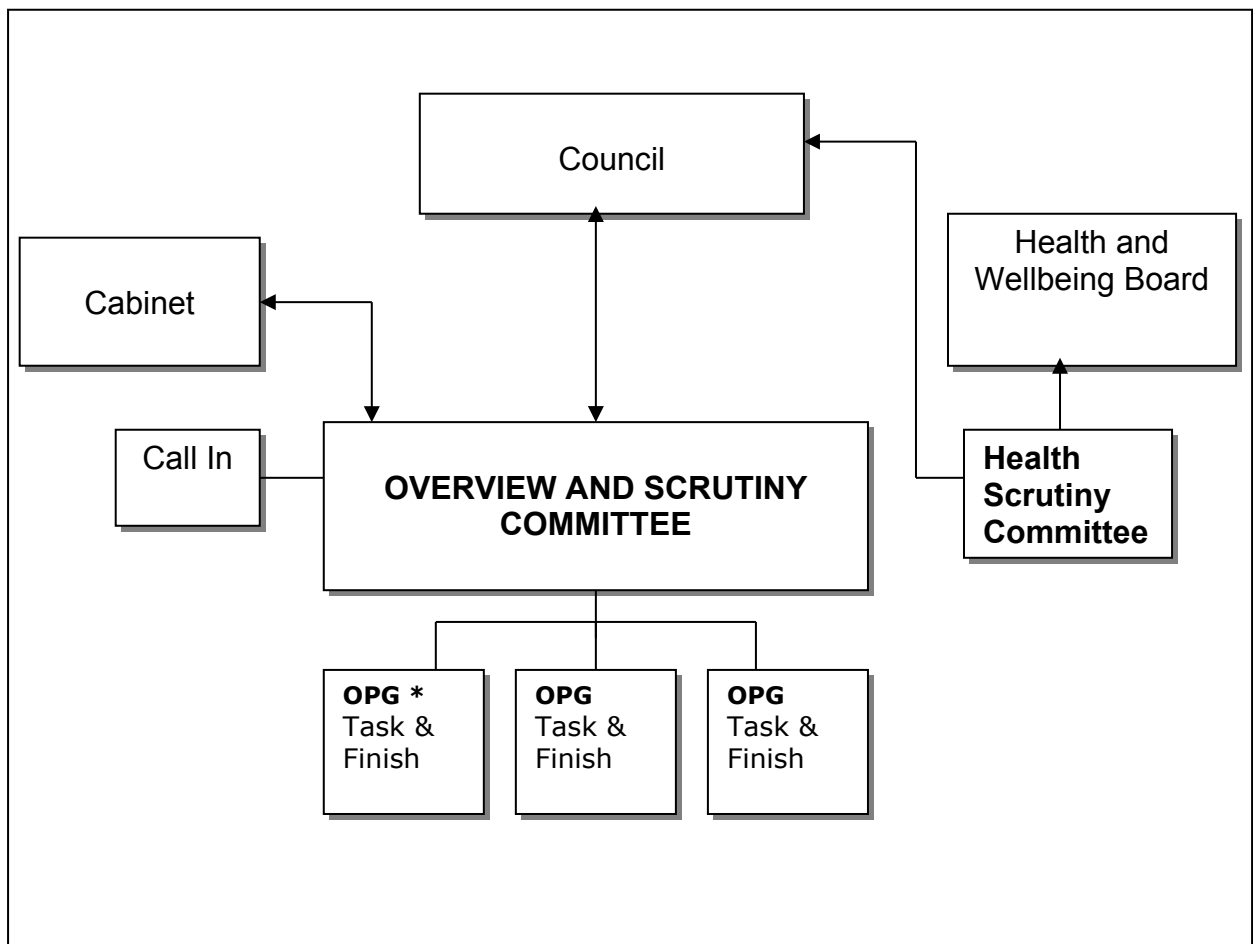 Council
Health and
Wellbeing Board
Cabinet
Call In
OVERVIEW AND SCRUTINY
COMMITTEE
Health
Scrutiny
Committee
OPG *
Task &
Finish
OPG
Task &
Finish
OPG
Task &
Finish